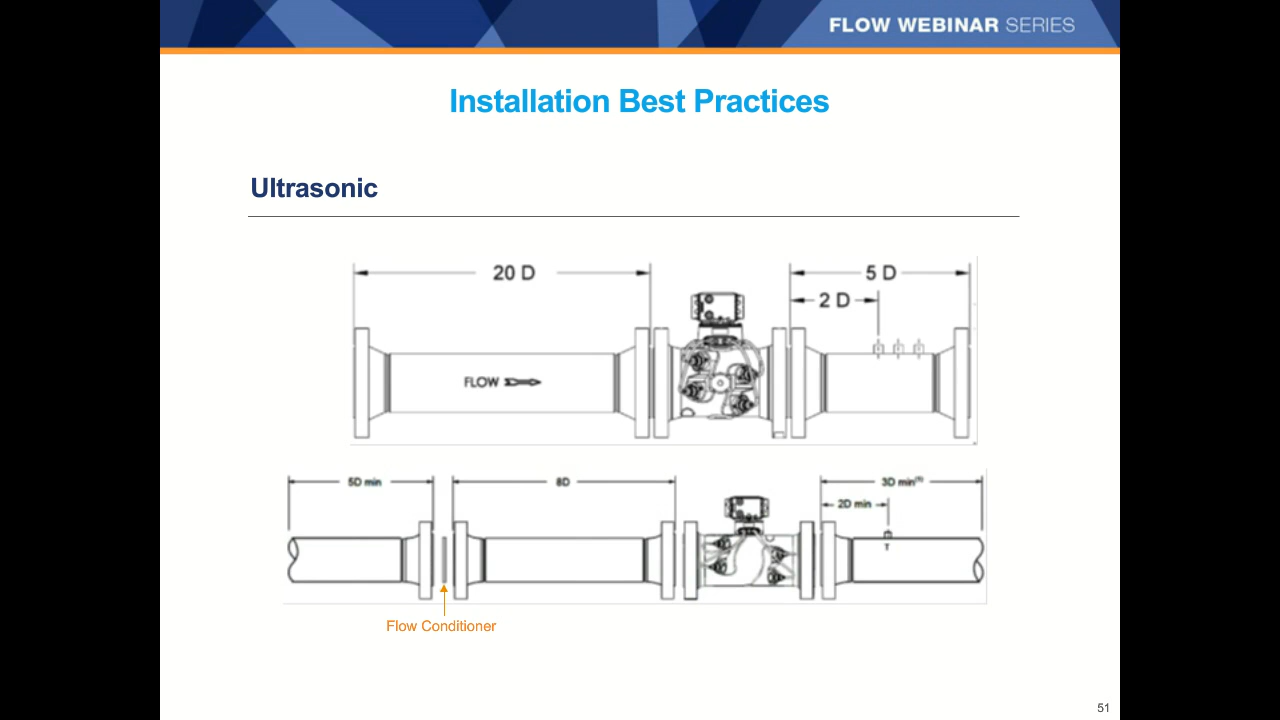 FLOW WEBINAR SERIES
Installation Best Practices
Ultrasonic
20 D
5 D
2 D
FLOW
5D min
8D
3D min
2D min
T
Flow Conditioner
51